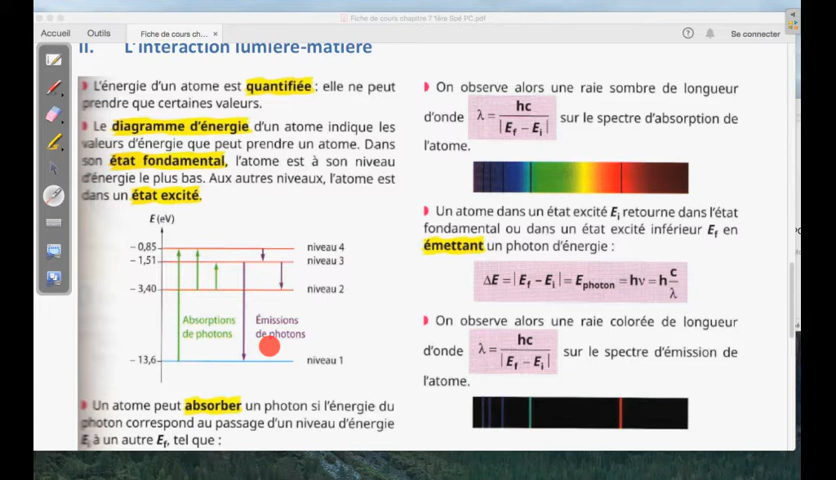 Fiche de cours chapitre 7 1ère Spé PC.pdf
Accueil Outils Fiche de cours ch... × Se connecter
II. L'interaction lumière-matière
L'énergie d'un atome est quantifiée : elle ne peut
prendre que certaines valeurs.
Le diagramme d'énergie d'un atome indique les
valeurs d'énergie que peut prendre un atome. Dans
son état fondamental, l'atome est à son niveau
d'énergie le plus bas. Aux autres niveaux, l'atome est
dans un état excité.
E (eV)
– 0,85 niveau 4
– 1,51 niveau 3
– 3,40 niveau 2
Absorptions
de photons
Émissions
de photons
– 13,6 niveau 1
Un atome peut absorber un photon si l'énergie du
photon correspond au passage d'un niveau d'énergie
Ei à un autre Ef, tel que :
On observe alors une raie sombre de longueur
d'onde λ = hc / |Ef – Ei| sur le spectre d'absorption de
l'atome.
Un atome dans un état excité Ei retourne dans l'état
fondamental ou dans un état excité inférieur Ef en
émettant un photon d'énergie :
ΔE = |Ef – Ei| = Ephoton = hν = h c/λ
On observe alors une raie colorée de longueur
d'onde λ = hc / |Ef – Ei| sur le spectre d'émission de
l'atome.